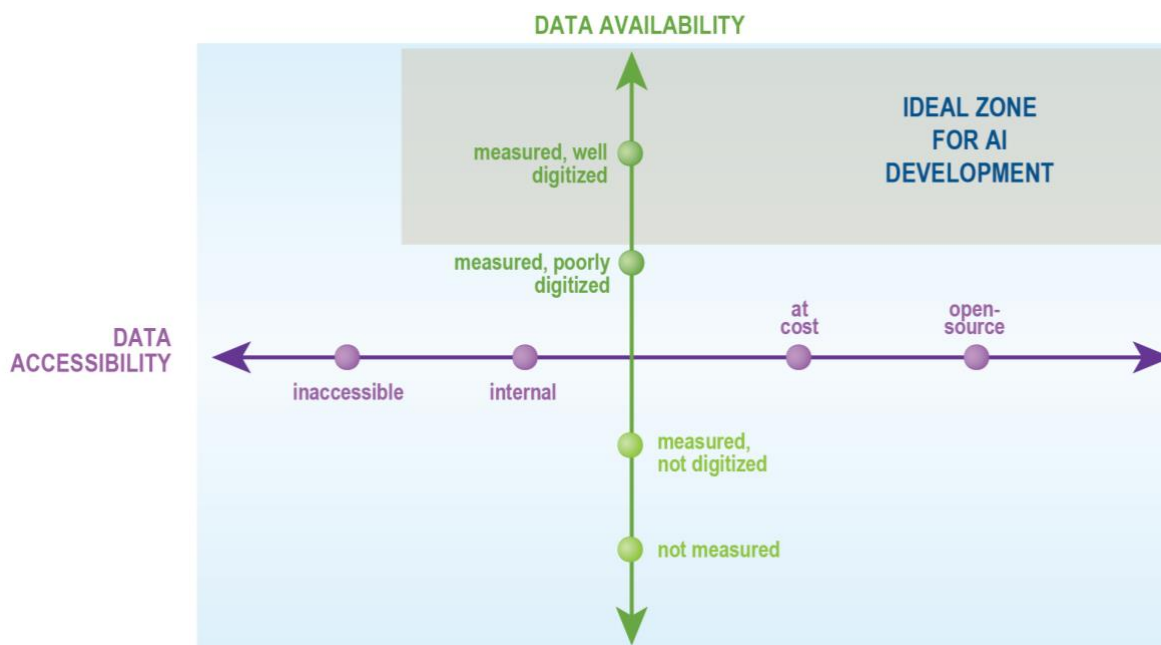 DATA AVAILABILITY
IDEAL ZONE
FOR AI
DEVELOPMENT
measured, well
digitized
measured, poorly
digitized
at
cost
open-
source
DATA
ACCESSIBILITY
inaccessible
internal
measured,
not digitized
not measured